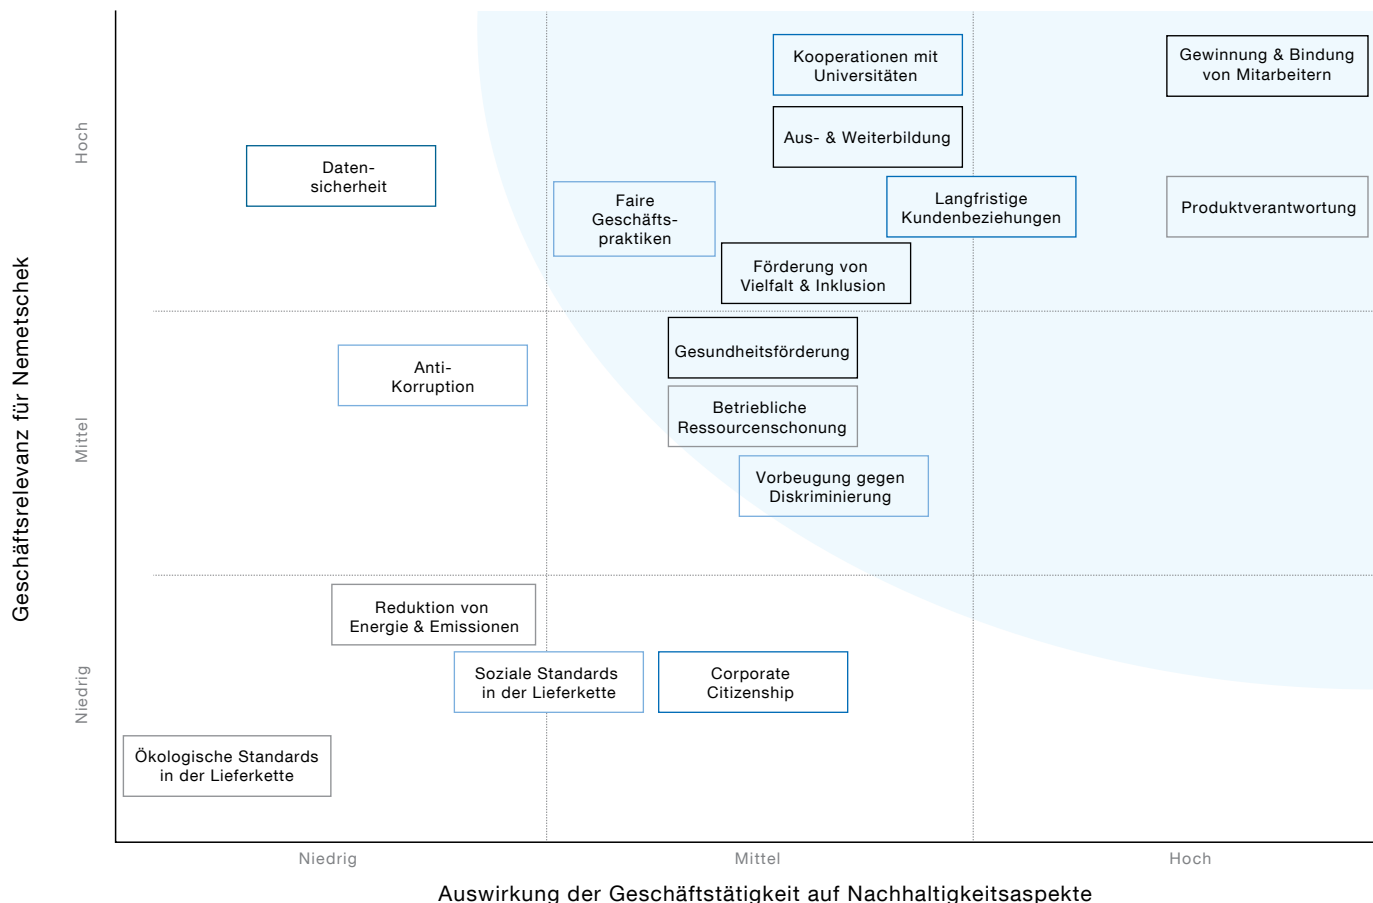 Geschäftsrelevanz für Nemetschek
Hoch
Mittel
Niedrig
Kooperationen mit
Universitäten
Gewinnung & Bindung
von Mitarbeitern
Aus- & Weiterbildung
Daten-
sicherheit
Faire
Geschäfts-
praktiken
Langfristige
Kundenbeziehungen
Produktverantwortung
Förderung von
Vielfalt & Inklusion
Gesundheitsförderung
Anti-
Korruption
Betriebliche
Ressourcenschonung
Vorbeugung gegen
Diskriminierung
Reduktion von
Energie & Emissionen
Soziale Standards
in der Lieferkette
Corporate
Citizenship
Ökologische Standards
in der Lieferkette
Niedrig
Mittel
Hoch
Auswirkung der Geschäftstätigkeit auf Nachhaltigkeitsaspekte